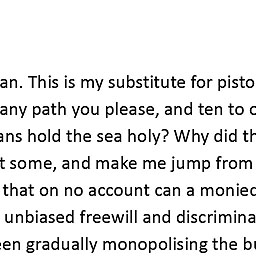 an. This is my substitute for pisto
any path you please, and ten to o
ans hold the sea holy? Why did th
t some, and make me jump from
that on no account can a monied
unbiased freewill and discrimina
een gradually monopolising the bu